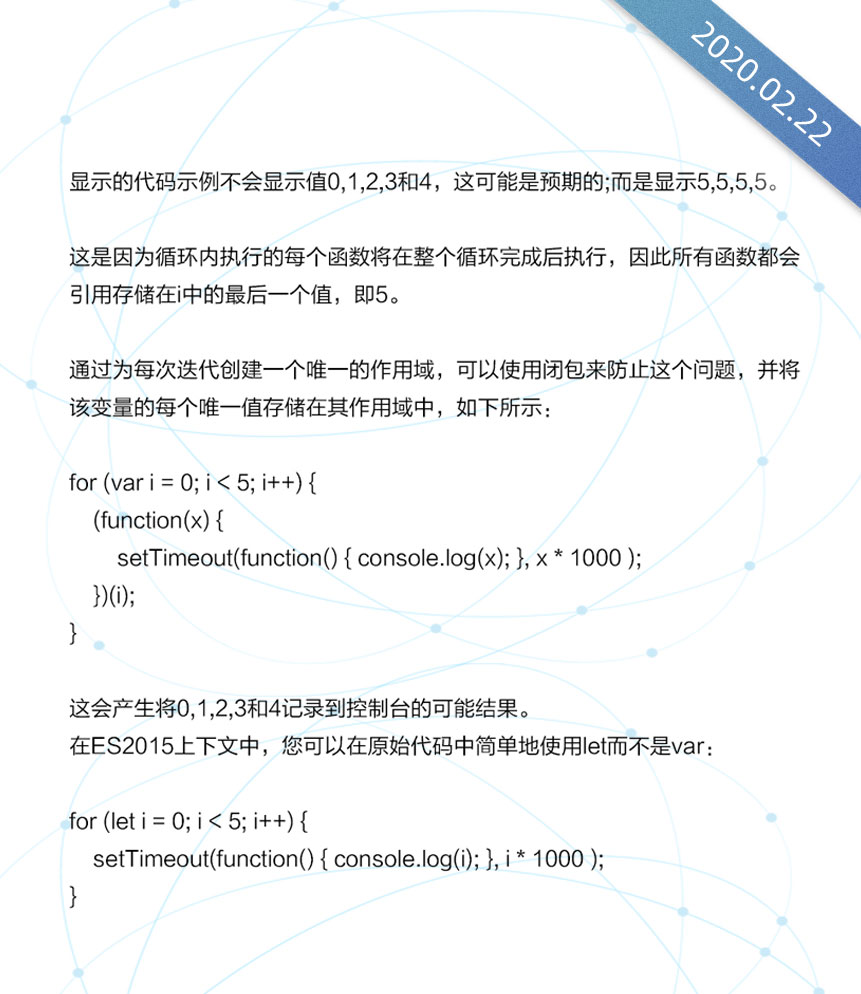 2020.02.22
显示的代码示例不会显示值0,1,2,3和4，这可能是预期的;而是显示5,5,5,5。
这是因为循环内执行的每个函数将在整个循环完成后执行，因此所有函数都会
引用存储在i中的最后一个值，即5。
通过为每次迭代创建一个唯一的作用域，可以使用闭包来防止这个问题，并将
该变量的每个唯一值存储在其作用域中，如下所示：
for (var i = 0; i < 5; i++) {
    (function(x) {
        setTimeout(function() { console.log(x); }, x * 1000 );
    })(i);
}
这会产生将0,1,2,3和4记录到控制台的可能结果。
在ES2015上下文中，您可以在原始代码中简单地使用let而不是var：
for (let i = 0; i < 5; i++) {
    setTimeout(function() { console.log(i); }, i * 1000 );
}